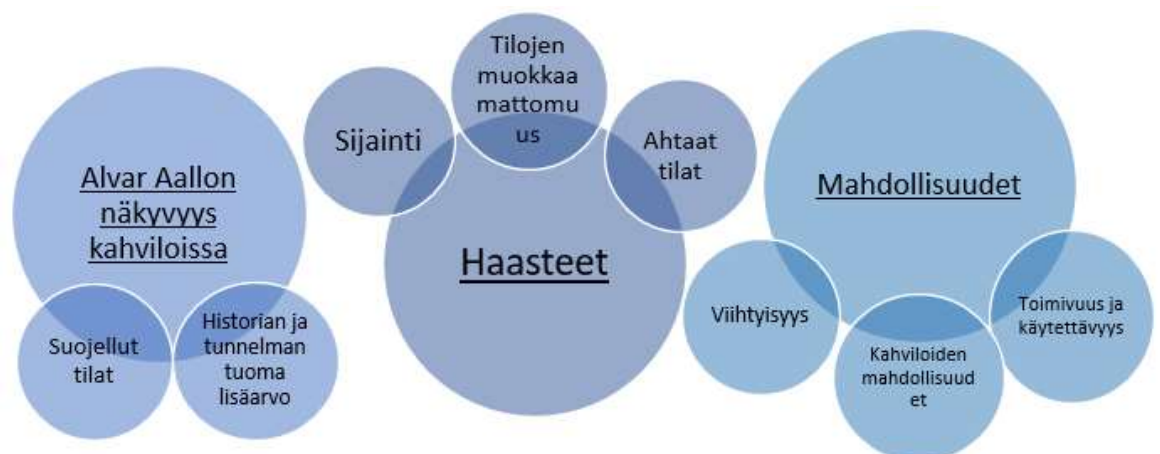 Alvar Aallon
näkyvyys
kahviloissa
Suojellut
tilat
Historian ja
tunnelman
tuoma
lisäarvo
Sijainti
Tilojen
muokkaa
mattomu
us
Ahtaat
tilat
Haasteet
Mahdollisuudet
Viihtyisyys
Kahviloiden
mahdollisuud
et
Toimivuus ja
käytettävyys